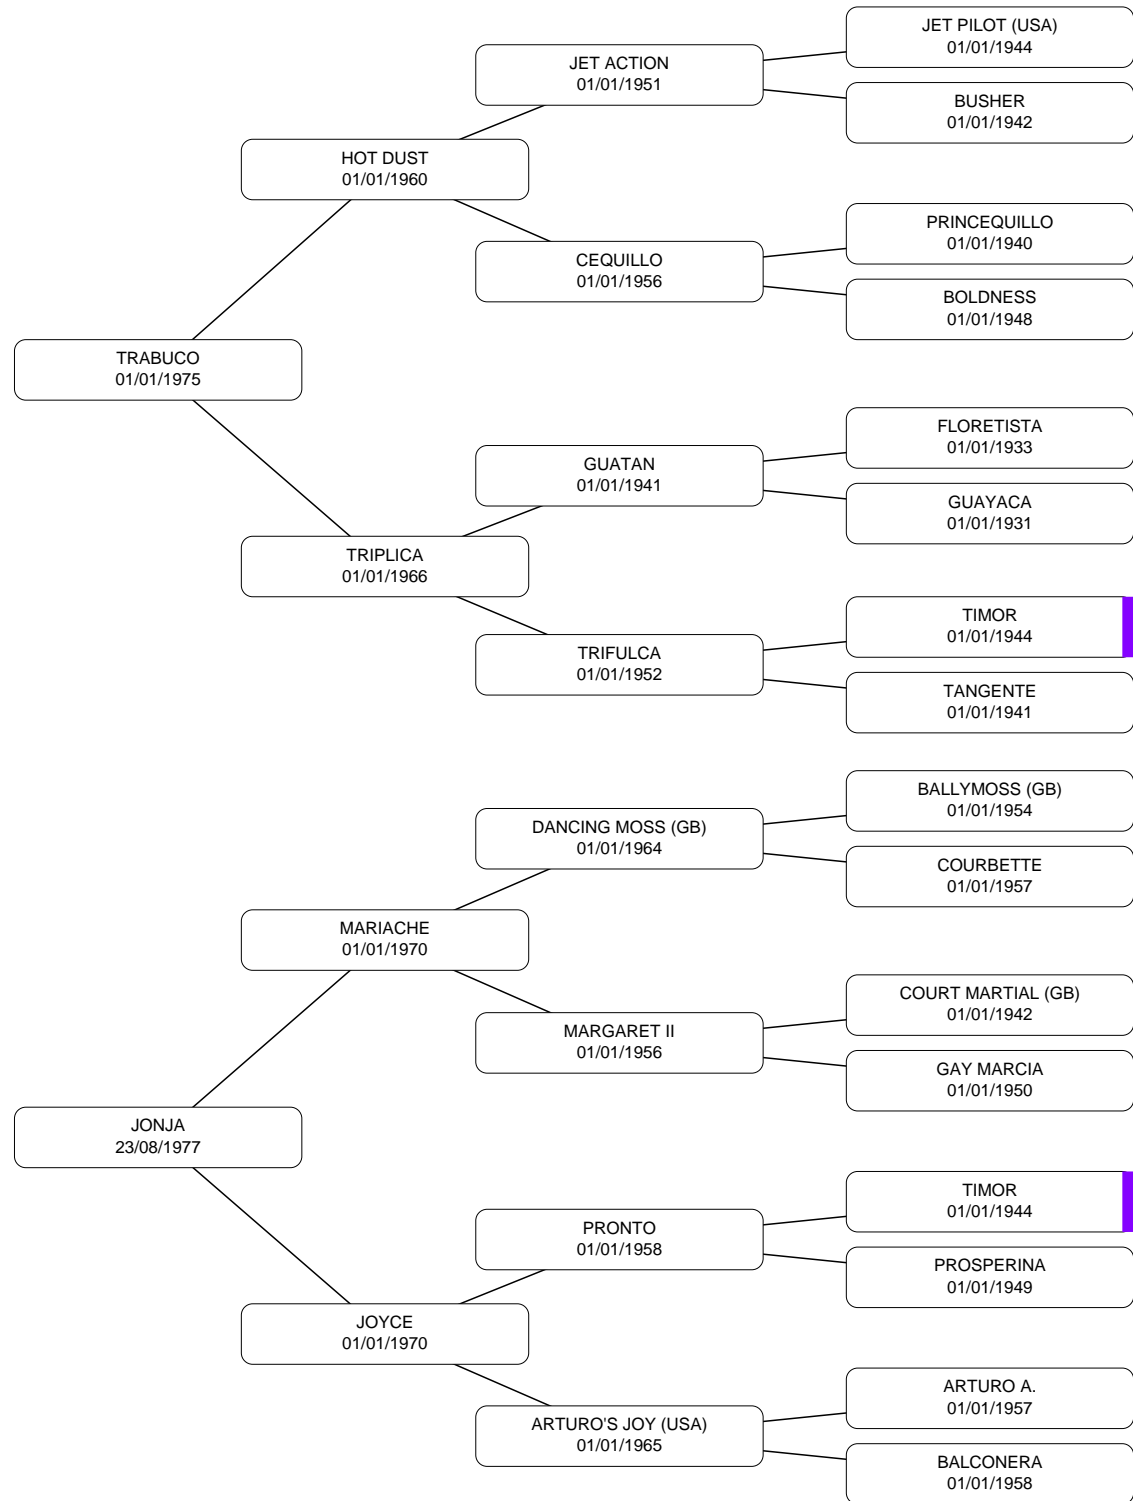 JET PILOT (USA)
01/01/1944
JET ACTION
01/01/1951
BUSHER
01/01/1942
HOT DUST
01/01/1960
PRINCEQUILLO
01/01/1940
CEQUILLO
01/01/1956
BOLDNESS
01/01/1948
TRABUCO
01/01/1975
FLORETISTA
01/01/1933
GUATAN
01/01/1941
GUAYACA
01/01/1931
TRIPLICA
01/01/1966
TIMOR
01/01/1944
TRIFULCA
01/01/1952
TANGENTE
01/01/1941
BALLYMOSS (GB)
01/01/1954
DANCING MOSS (GB)
01/01/1964
COURBETTE
01/01/1957
MARIACHE
01/01/1970
COURT MARTIAL (GB)
01/01/1942
MARGARET II
01/01/1956
GAY MARCIA
01/01/1950
JONJA
23/08/1977
TIMOR
01/01/1944
PRONTO
01/01/1958
PROSPERINA
01/01/1949
JOYCE
01/01/1970
ARTURO A.
01/01/1957
ARTURO'S JOY (USA)
01/01/1965
BALCONERA
01/01/1958